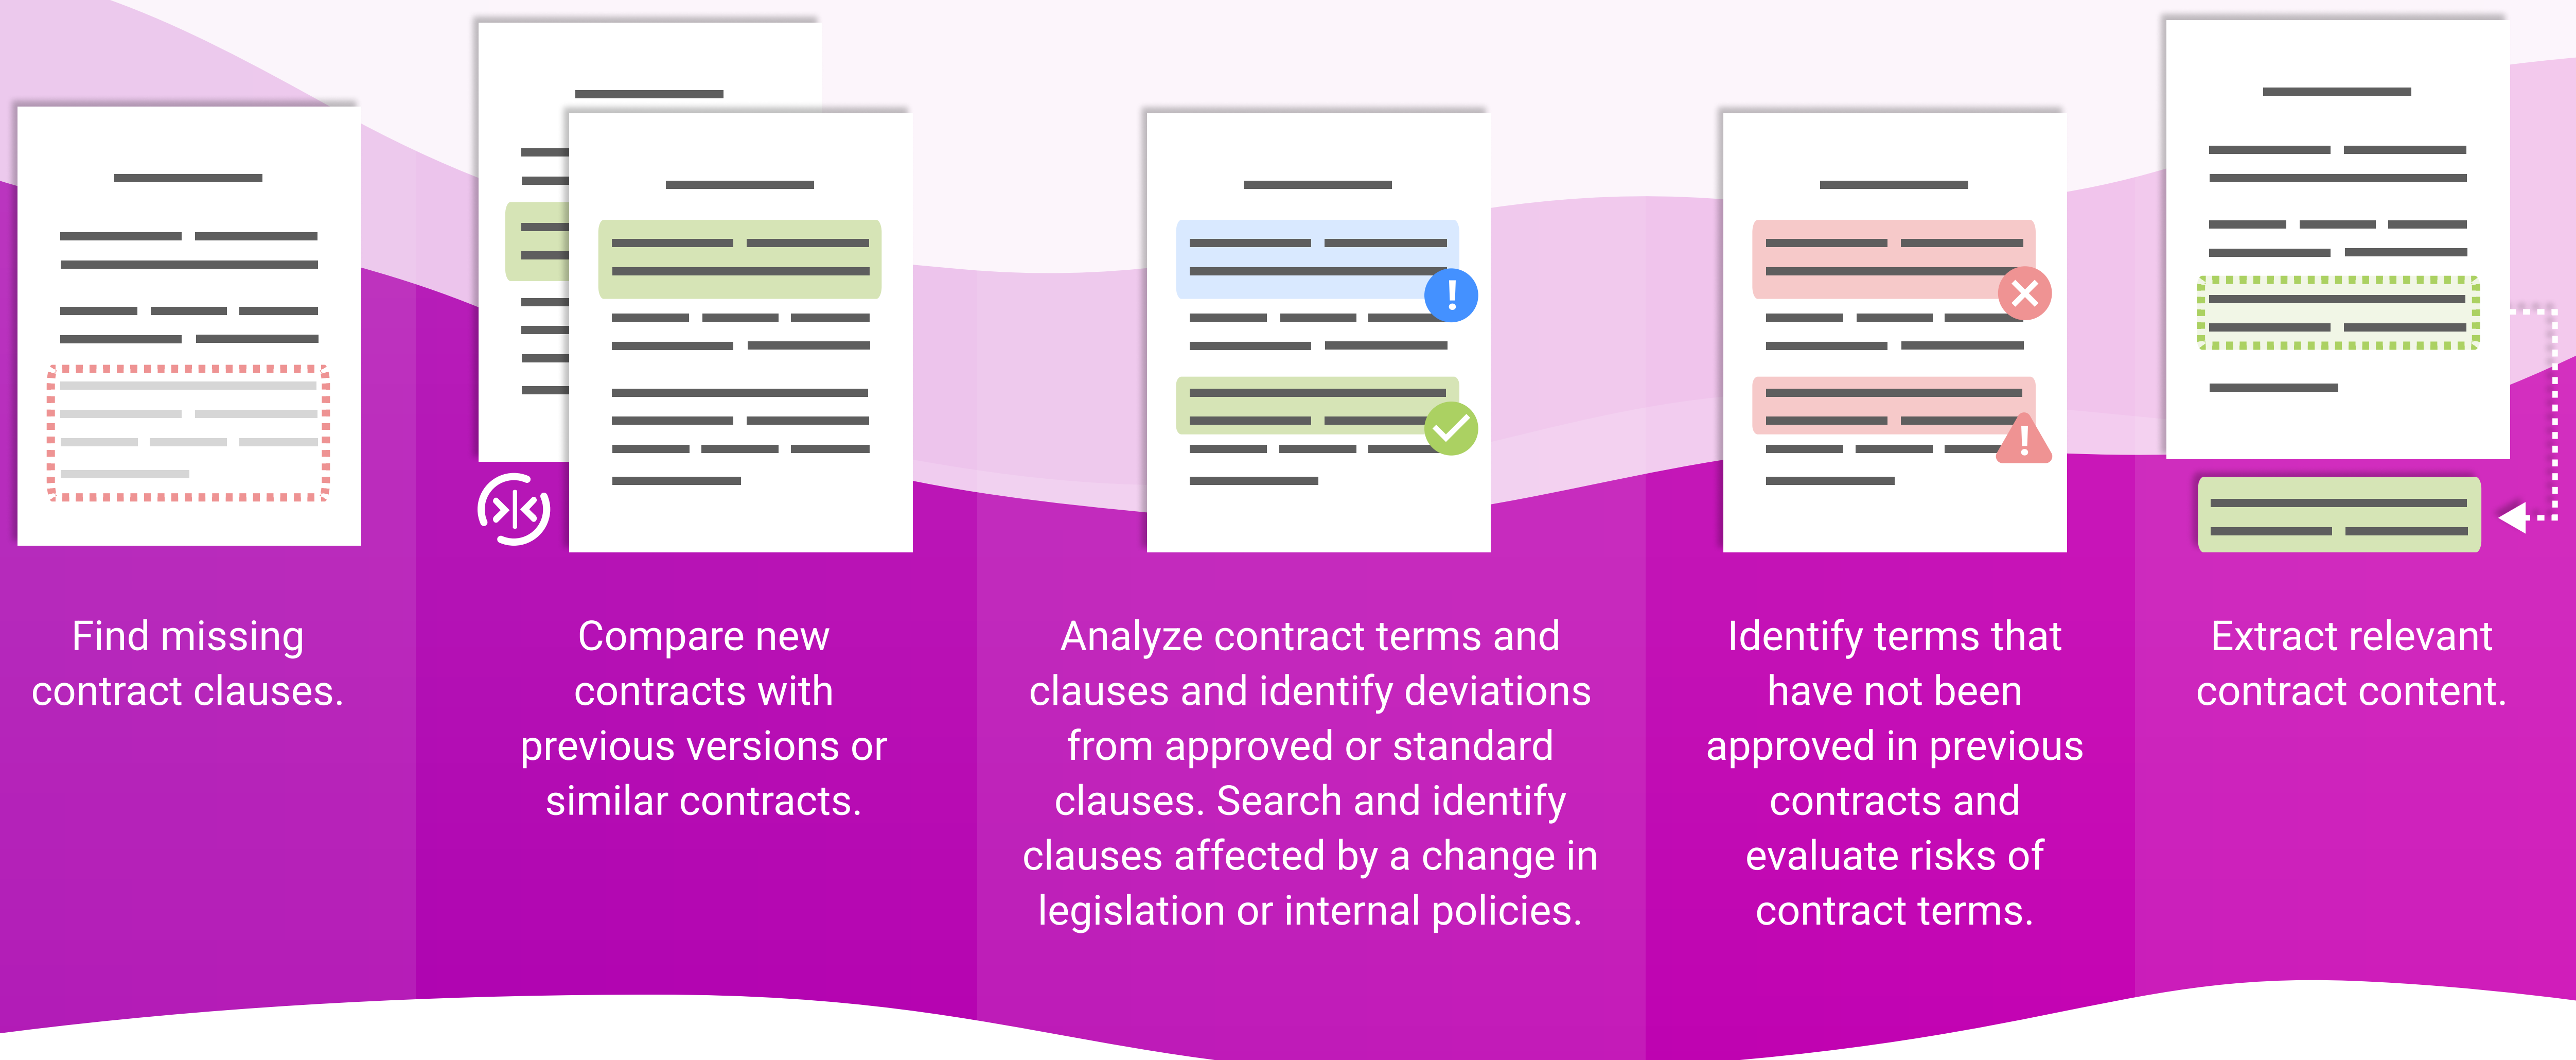 Find missing
contract clauses.
Compare new
contracts with
previous versions or
similar contracts.
Analyze contract terms and
clauses and identify deviations
from approved or standard
clauses. Search and identify
clauses affected by a change in
legislation or internal policies.
Identify terms that
have not been
approved in previous
contracts and
evaluate risks of
contract terms.
Extract relevant
contract content.